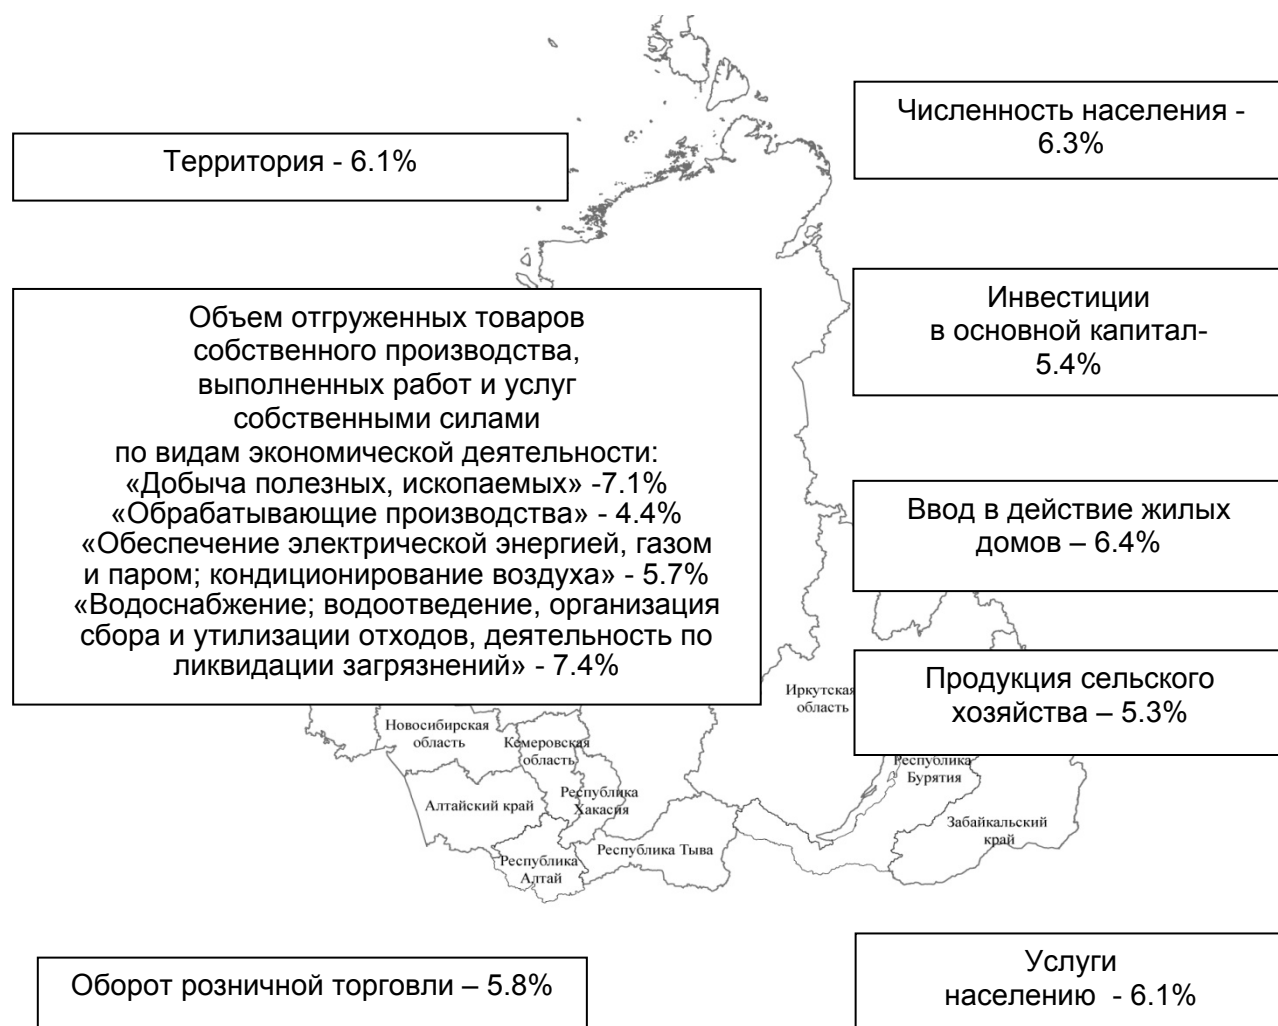 Численность населения -
6.3%
Территория - 6.1%
Инвестиции
в основной капитал-
5.4%
Объем отгруженных товаров
собственного производства,
выполненных работ и услуг
собственными силами
по видам экономической деятельности:
«Добыча полезных, ископаемых» -7.1%
«Обрабатывающие производства» - 4.4%
«Обеспечение электрической энергией, газом
и паром; кондиционирование воздуха» - 5.7%
«Водоснабжение; водоотведение, организация
сбора и утилизации отходов, деятельность по
ликвидации загрязнений» - 7.4%
Ввод в действие жилых
домов – 6.4%
Продукция сельского
хозяйства – 5.3%
Иркутская
область
Новосибирская
область
Кемеровская
область
Республика
Бурятия
Алтайский край
Республика
Хакасия
Забайкальский
край
Республика Тыва
Республика
Алтай
Оборот розничной торговли – 5.8%
Услуги
населению - 6.1%